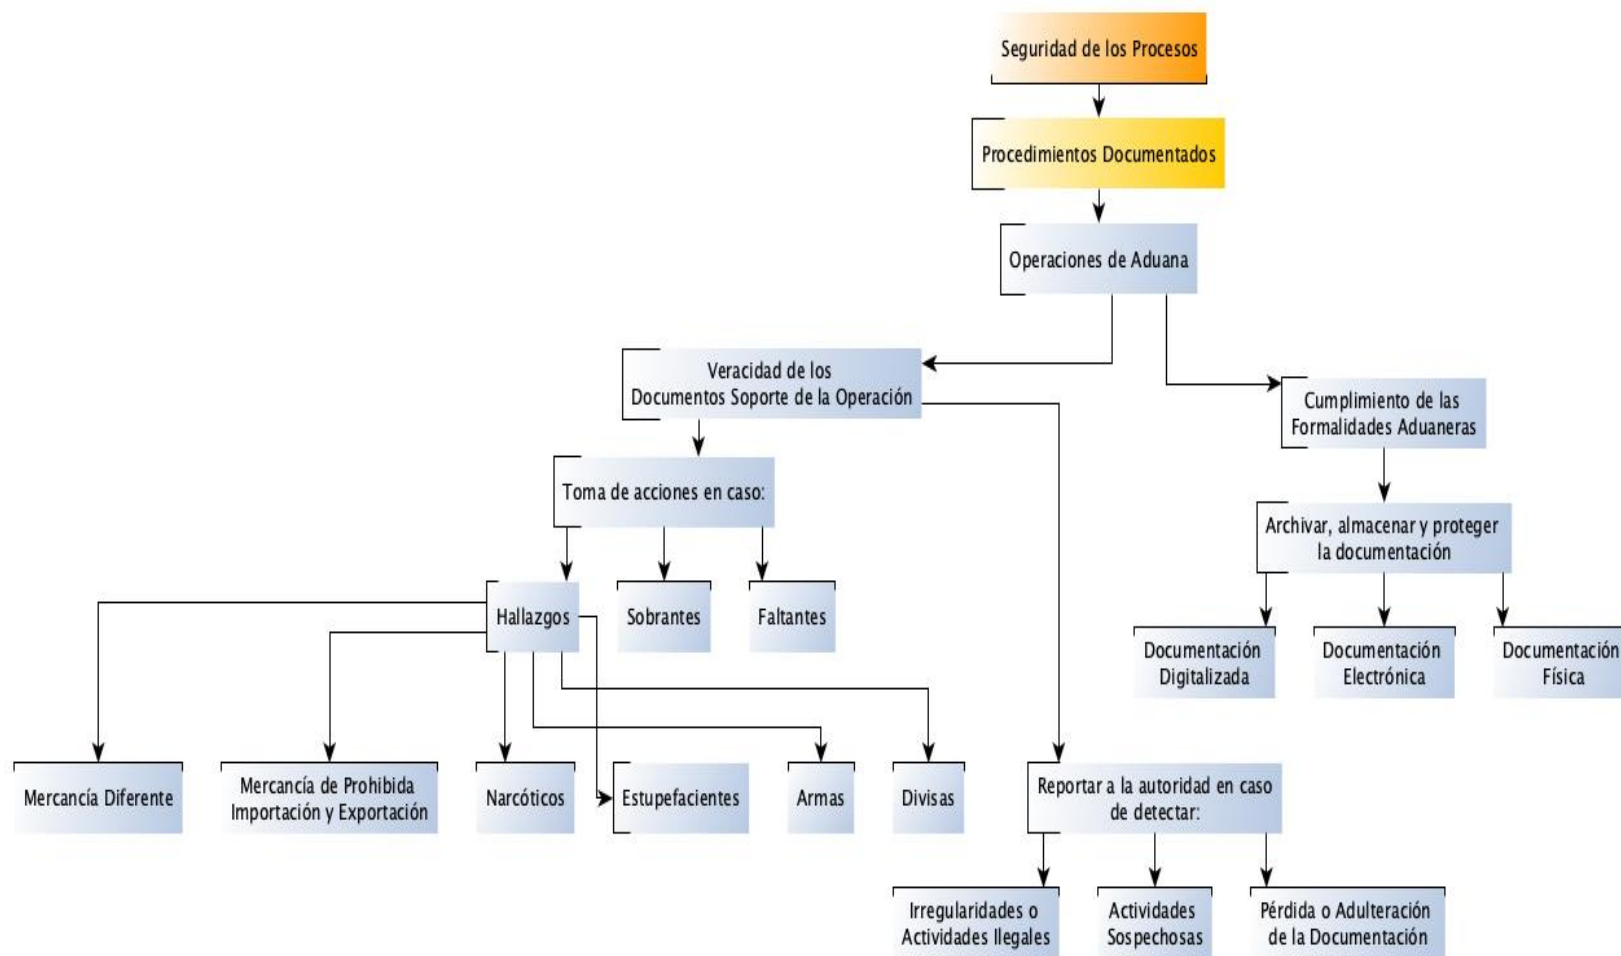 Seguridad de los Procesos
Procedimientos Documentados
Operaciones de Aduana
Veracidad de los
Documentos Soporte de la Operación
Cumplimiento de las
Formalidades Aduaneras
Toma de acciones en caso:
Archivar, almacenar y proteger
la documentación
Hallazgos
Sobrantes
Faltantes
Documentación
Digitalizada
Documentación
Electrónica
Documentación
Física
Mercancía Diferente
Mercancía de Prohibida
Importación y Exportación
Narcóticos
Estupefacientes
Armas
Divisas
Reportar a la autoridad en caso
de detectar:
Irregularidades o
Actividades Ilegales
Actividades
Sospechosas
Pérdida o Adulteración
de la Documentación